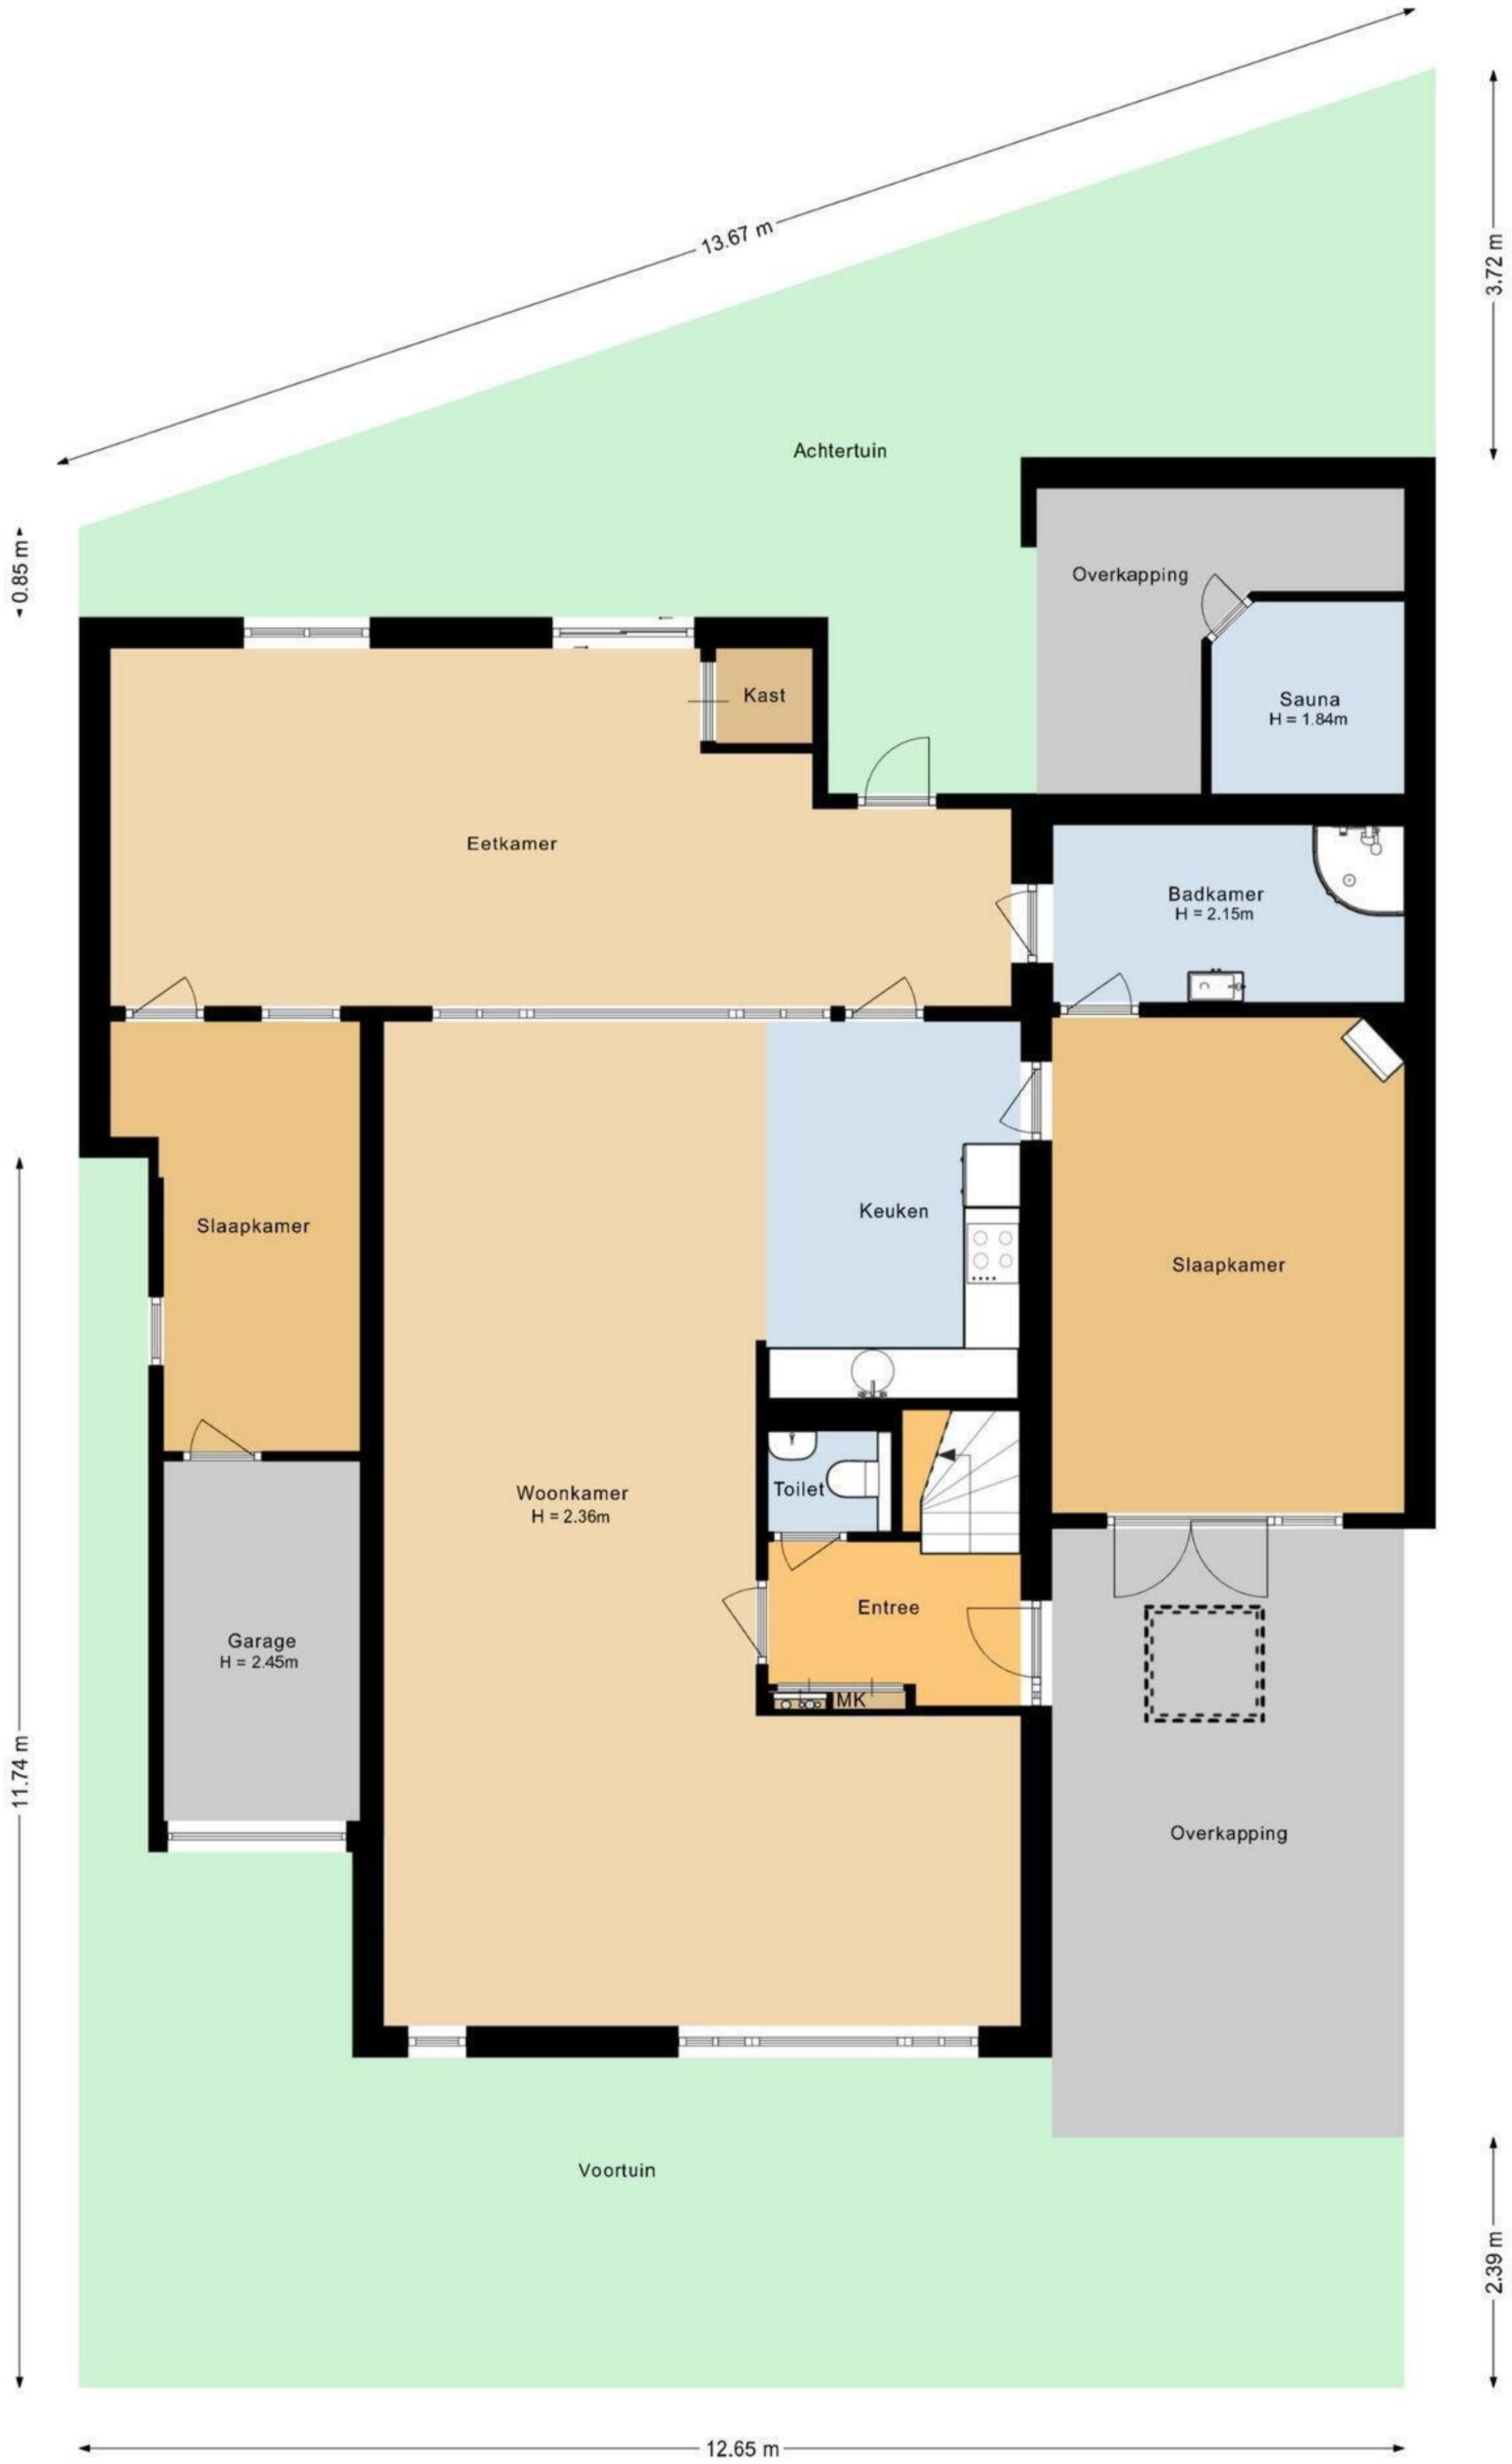 13.67 m
3.72 m
Achtertuin
0.85 m
Overkapping
Kast
Sauna
H = 1.84m
Eetkamer
Badkamer
H = 2.15m
Keuken
Slaapkamer
Slaapkamer
Toilet
Woonkamer
H = 2.36m
Entree
Garage
H = 2.45m
MK
11.74 m
Overkapping
Voortuin
2.39 m
12.65 m